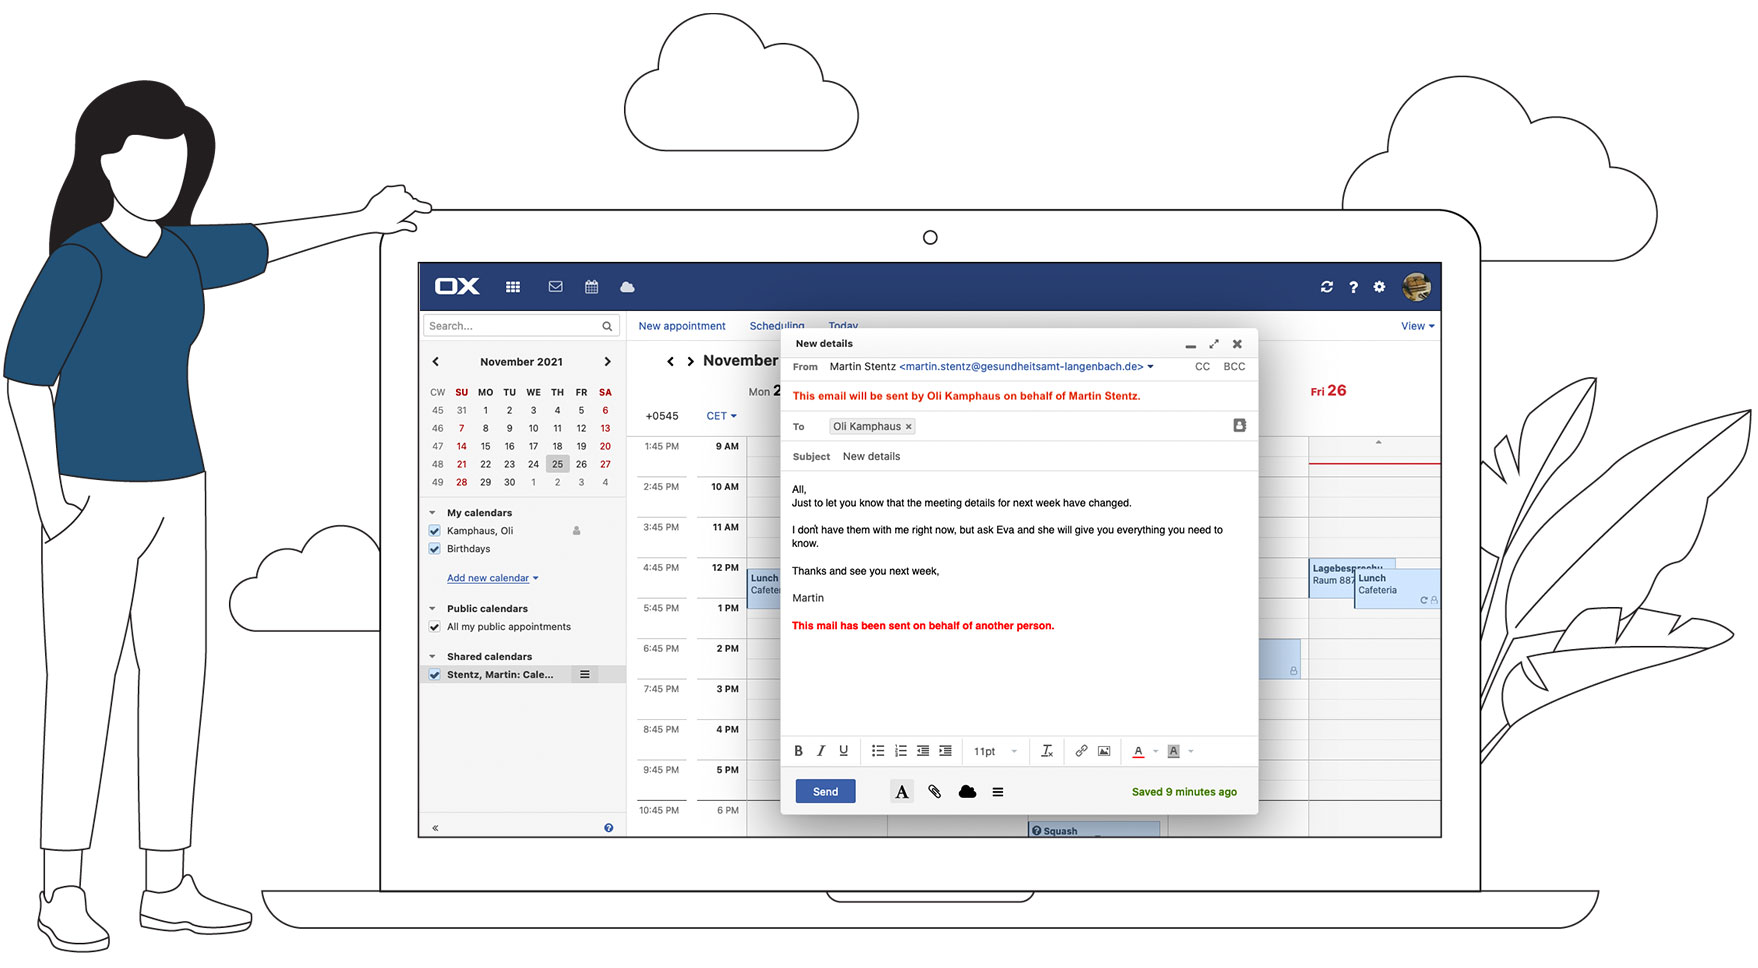 OX
Search...
New appointment
Scheduling
Today
View
November 2021
CW SU MO TU WE TH FR SA
45 31 1 2 3 4 5 6
46 7 8 9 10 11 12 13
47 14 15 16 17 18 19 20
48 21 22 23 24 25 26 27
49 28 29 30 1 2 3 4
My calendars
Kamphaus, Oli
Birthdays
Add new calendar
Public calendars
All my public appointments
Shared calendars
Stentz, Martin: Cale...
«
November
Mon 2
Fri 26
+0545 CET
1:45 PM 9 AM
2:45 PM 10 AM
3:45 PM 11 AM
4:45 PM 12 PM
5:45 PM 1 PM
6:45 PM 2 PM
7:45 PM 3 PM
8:45 PM 4 PM
9:45 PM 5 PM
10:45 PM 6 PM
Lunch
Cafete
Lagebesprechu
Raum 887
Lunch
Cafeteria
Squash
New details
From Martin Stentz <martin.stentz@gesundheitsamt-langenbach.de> CC BCC
This email will be sent by Oli Kamphaus on behalf of Martin Stentz.
To Oli Kamphaus ×
Subject New details
All,
Just to let you know that the meeting details for next week have changed.
I don't have them with me right now, but ask Eva and she will give you everything you need to
know.
Thanks and see you next week,
Martin
This mail has been sent on behalf of another person.
B I U 11pt A A
Send A Saved 9 minutes ago